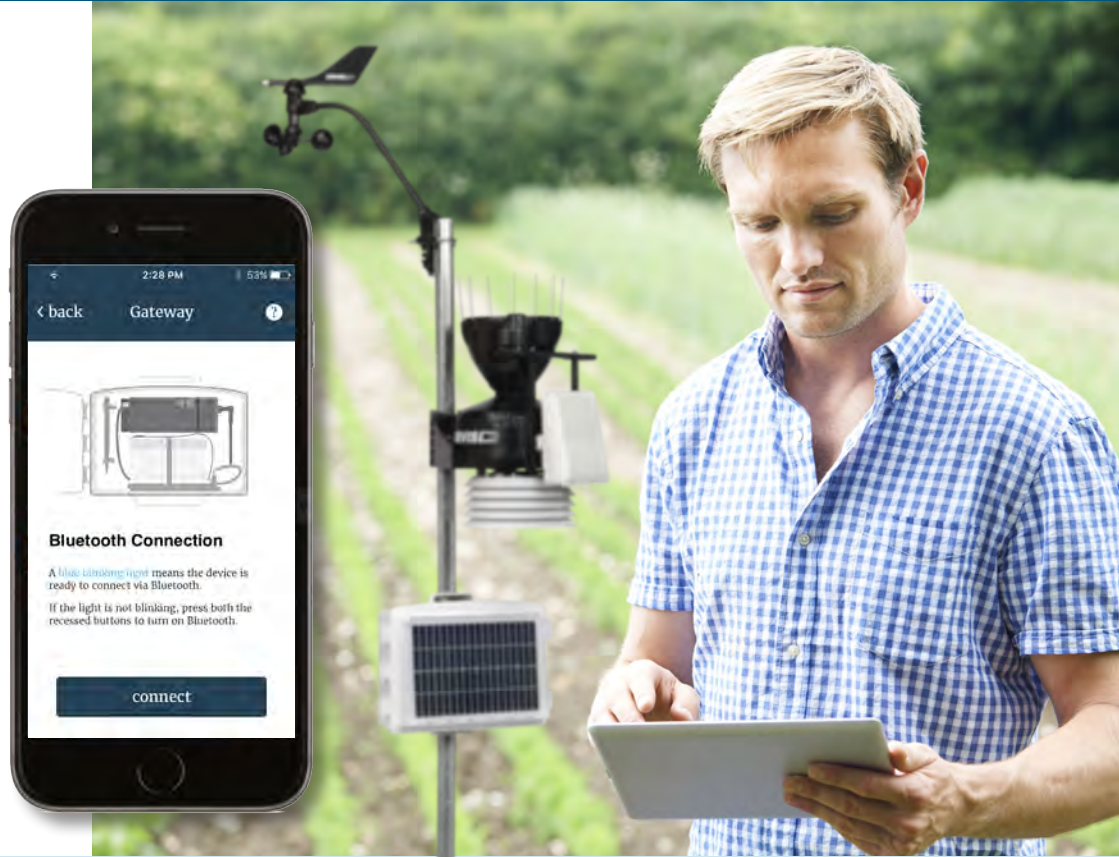 2:28 PM
53%
back
Gateway
?
Bluetooth Connection
A blue blinking light means the device is
ready to connect via Bluetooth.
If the light is not blinking, press both the
recessed buttons to turn on Bluetooth.
connect